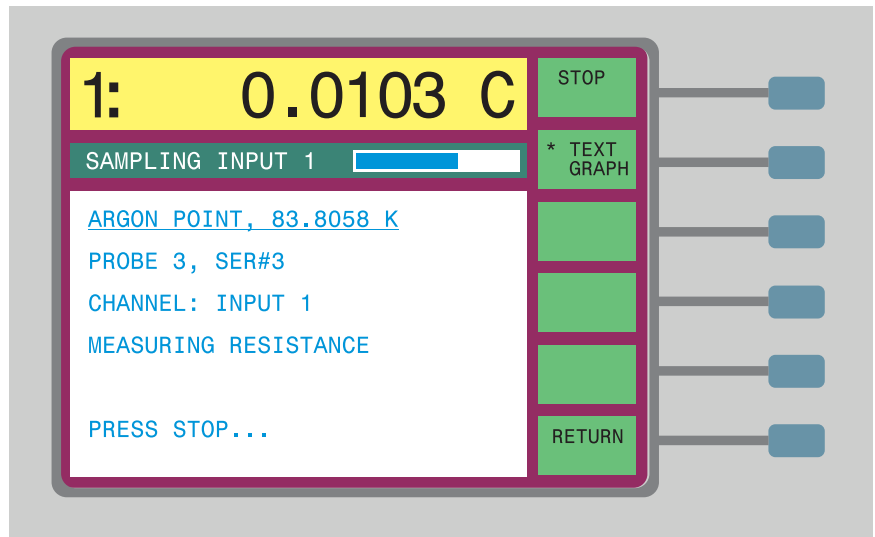 1: 0.0103 C
SAMPLING INPUT 1
ARGON POINT, 83.8058 K
PROBE 3, SER#3
CHANNEL: INPUT 1
MEASURING RESISTANCE
PRESS STOP...
STOP
* TEXT
GRAPH
RETURN